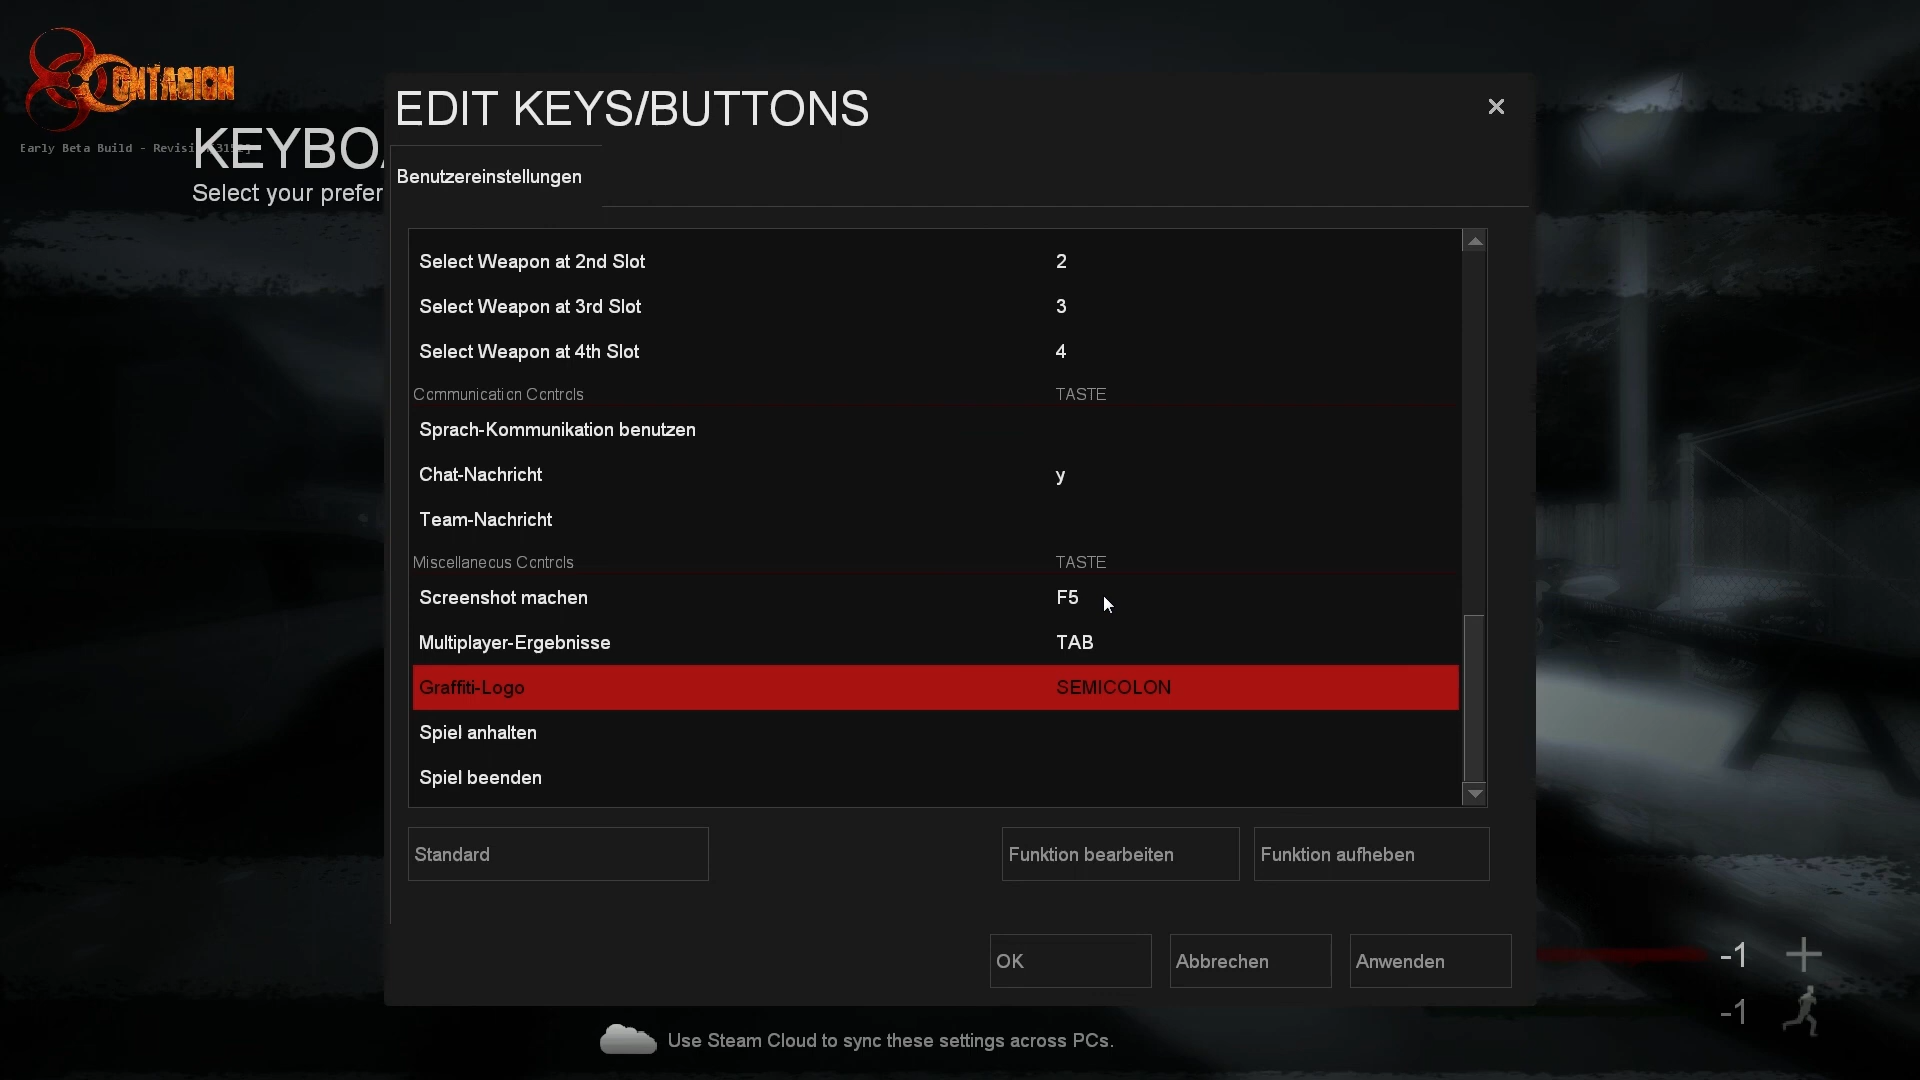 CONTAGION
EDIT KEYS/BUTTONS
Early Beta Build - Revisi
KEYBO
Select your prefer
Benutzereinstellungen
Select Weapon at 2nd Slot 2
Select Weapon at 3rd Slot 3
Select Weapon at 4th Slot 4
Communication Controls TASTE
Sprach-Kommunikation benutzen
Chat-Nachricht y
Team-Nachricht
Miscellaneous Controls TASTE
Screenshot machen F5
Multiplayer-Ergebnisse TAB
Graffiti-Logo SEMICOLON
Spiel anhalten
Spiel beenden
Standard Funktion bearbeiten Funktion aufheben
OK Abbrechen Anwenden
-1
-1
Use Steam Cloud to sync these settings across PCs.